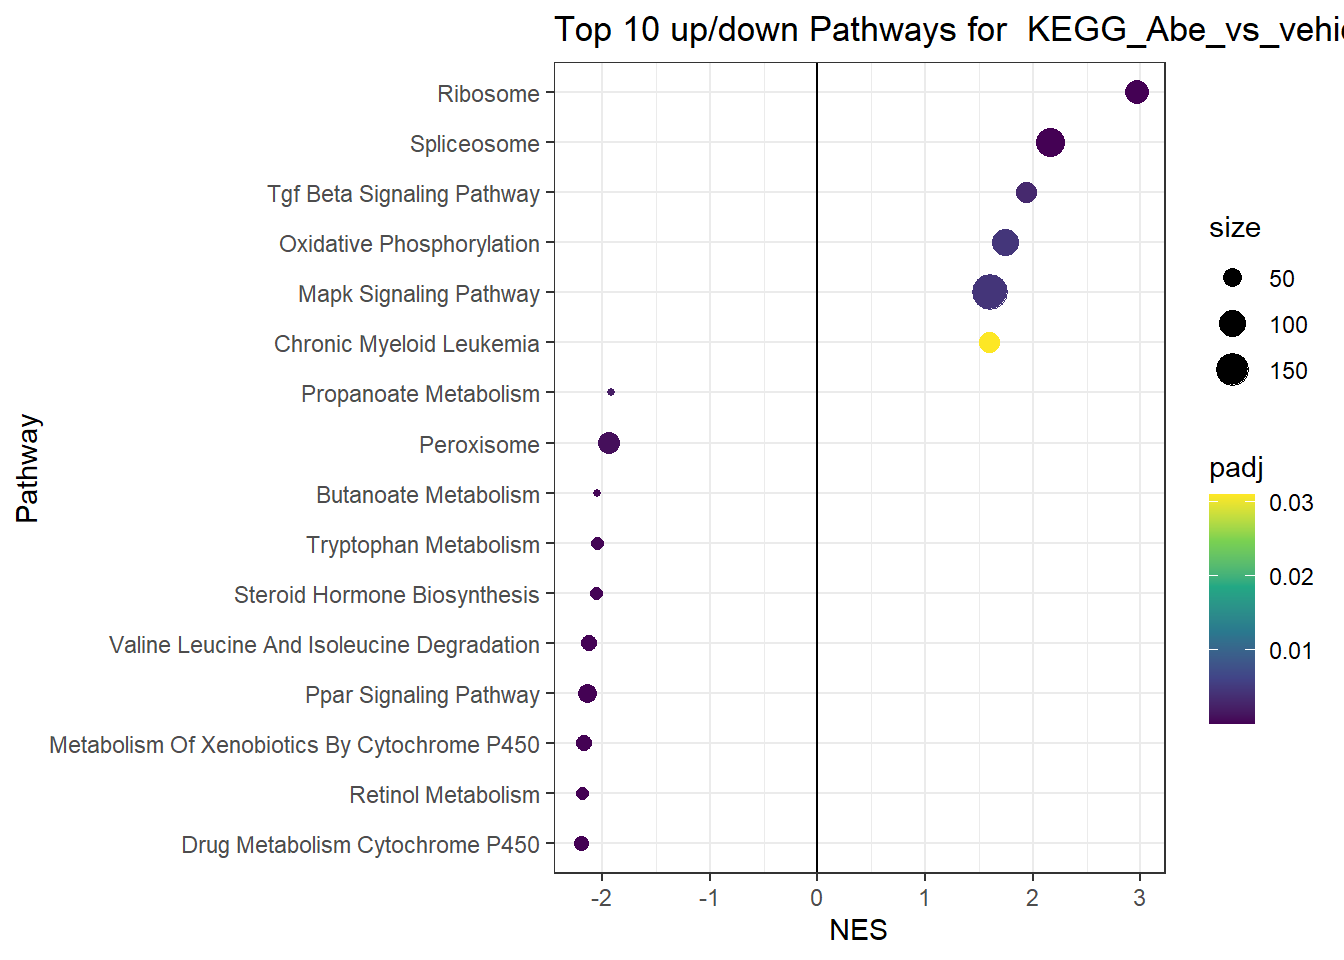 Top 10 up/down Pathways for  KEGG_Abe_vs_vehic
Pathway
Ribosome
Spliceosome
Tgf Beta Signaling Pathway
Oxidative Phosphorylation
Mapk Signaling Pathway
Chronic Myeloid Leukemia
Propanoate Metabolism
Peroxisome
Butanoate Metabolism
Tryptophan Metabolism
Steroid Hormone Biosynthesis
Valine Leucine And Isoleucine Degradation
Ppar Signaling Pathway
Metabolism Of Xenobiotics By Cytochrome P450
Retinol Metabolism
Drug Metabolism Cytochrome P450
-2 -1 0 1 2 3
NES
size
50
100
150
padj
0.03
0.02
0.01